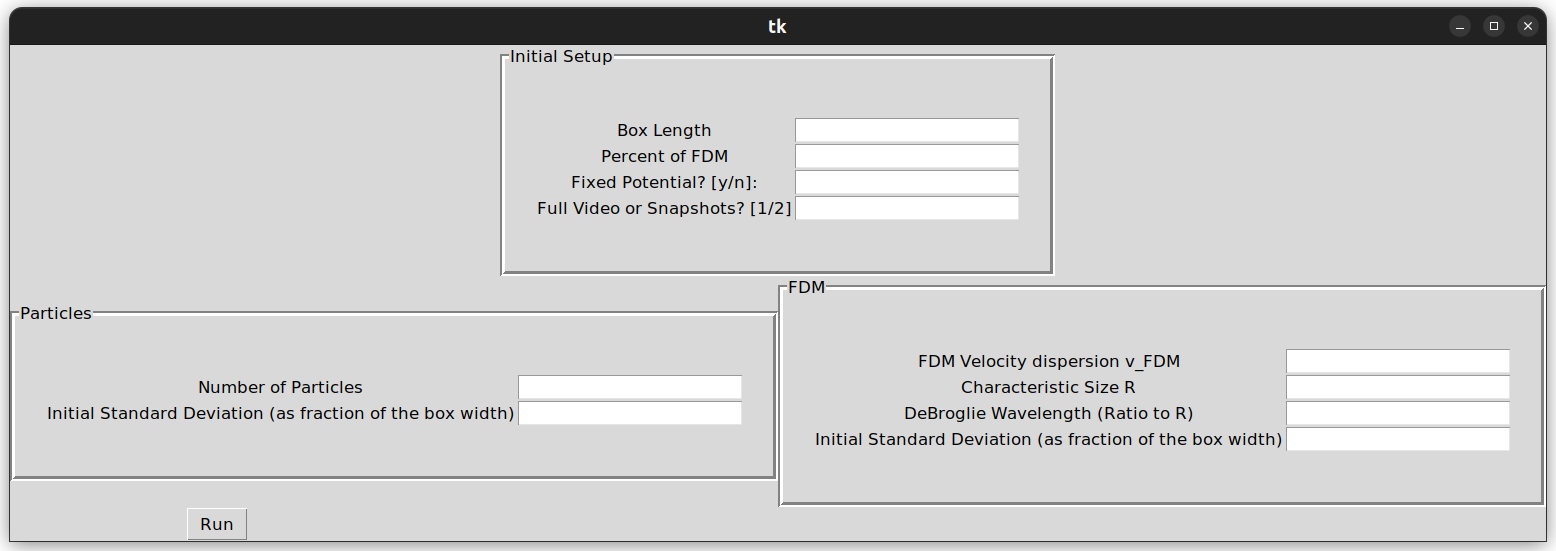 tk
Initial Setup
Box Length
Percent of FDM
Fixed Potential? [y/n]:
Full Video or Snapshots? [1/2]
Particles
Number of Particles
Initial Standard Deviation (as fraction of the box width)
FDM
FDM Velocity dispersion v_FDM
Characteristic Size R
DeBroglie Wavelength (Ratio to R)
Initial Standard Deviation (as fraction of the box width)
Run